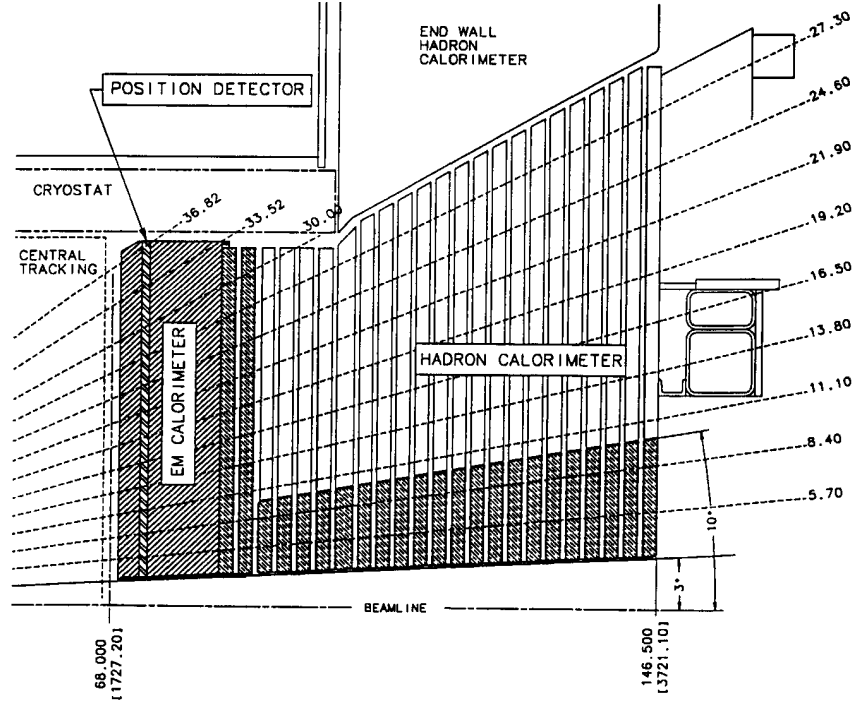 END WALL
HADRON
CALORIMETER
27.30
POSITION DETECTOR
24.60
21.90
CRYOSTAT
36.82
33.52
30.00
19.20
CENTRAL
TRACKING
16.50
EM CALORIMETER
HADRON CALORIMETER
13.80
11.10
8.40
5.70
10°
3°
BEAMLINE
68.000
[1727.20]
146.500
[3721.10]